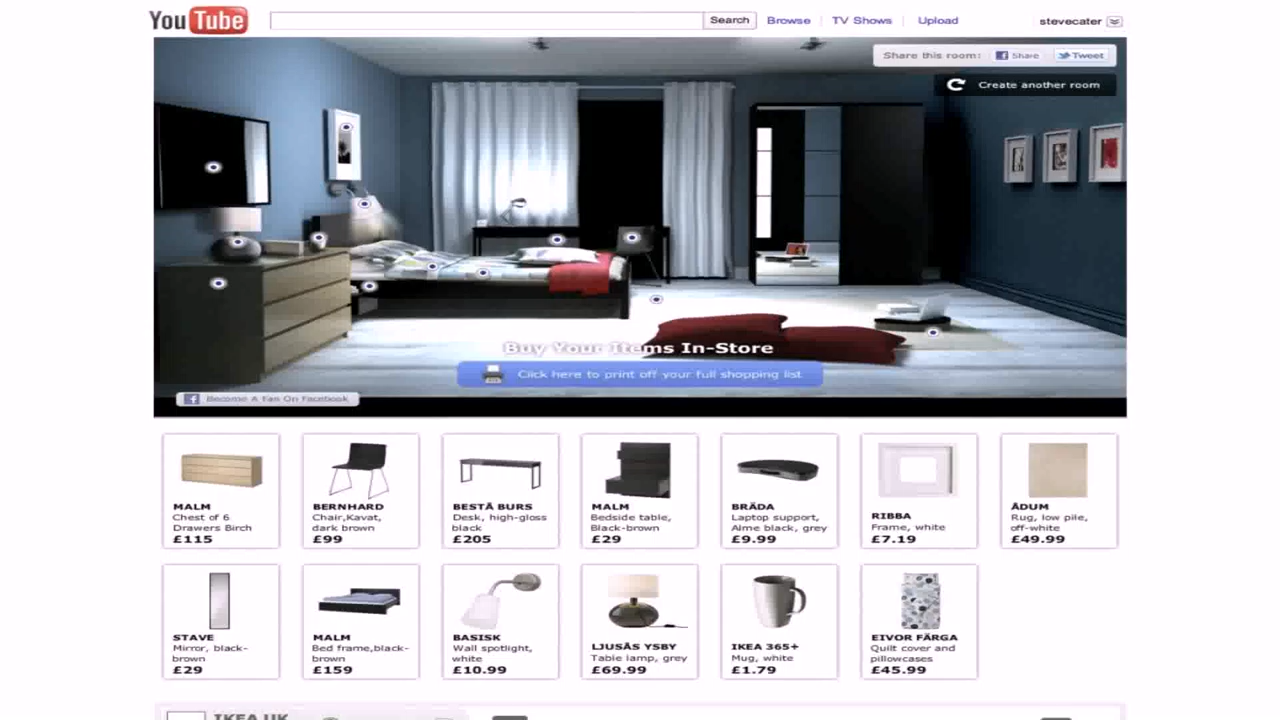 YouTube
Search
Browse
TV Shows
Upload
stevecater
Share this room:
Share
Tweet
Create another room
Buy Your Items In-Store
Click here to print off your full shopping list
Become A Fan On Facebook
MALM
Chest of 6
Drawers Birch
£115
BERNHARD
Chair,Kavat,
dark brown
£99
BESTÅ BURS
Desk, high-gloss
black
£205
MALM
Bedside table,
Black-brown
£29
BRÄDA
Laptop support,
Alme black, grey
£9.99
RIBBA
Frame, white
£7.19
ÅDUM
Rug, low pile,
off-white
£49.99
STAVE
Mirror, black-
brown
£29
MALM
Bed frame,black-
brown
£159
BASISK
Wall spotlight,
white
£10.99
LJUSÅS YSBY
Table lamp, grey
£69.99
IKEA 365+
Mug, white
£1.79
EIVOR FÄRGA
Quilt cover and
pillowcases
£45.99
IKEA UK